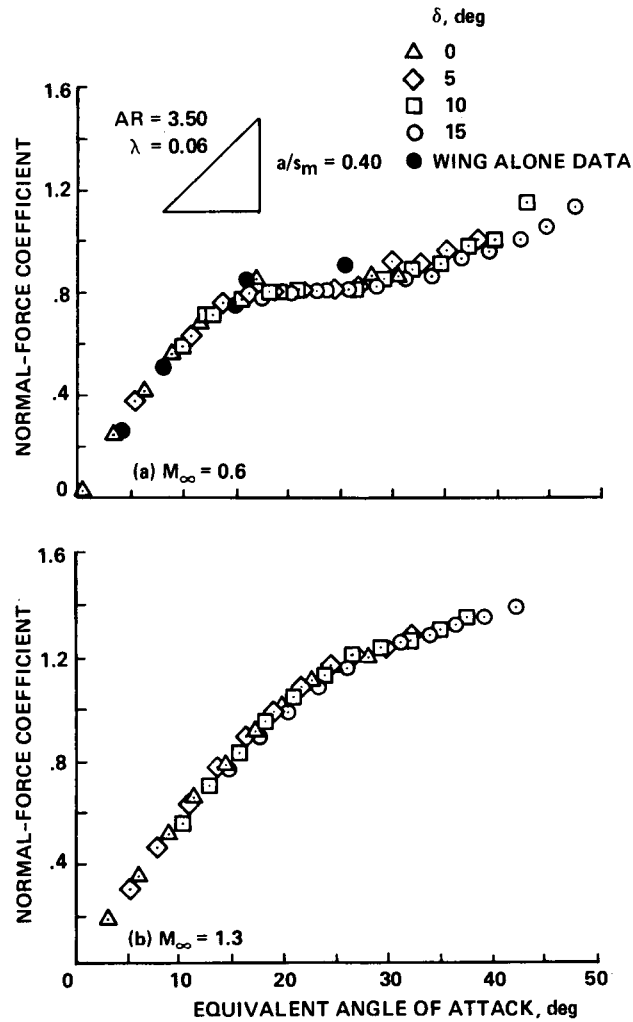 δ, deg
0
5
10
15
WING ALONE DATA
AR = 3.50
λ = 0.06
a/sm = 0.40
NORMAL-FORCE COEFFICIENT
1.6
1.2
.8
.4
0
(a) M∞ = 0.6
NORMAL-FORCE COEFFICIENT
1.6
1.2
.8
.4
(b) M∞ = 1.3
0 10 20 30 40 50
EQUIVALENT ANGLE OF ATTACK, deg